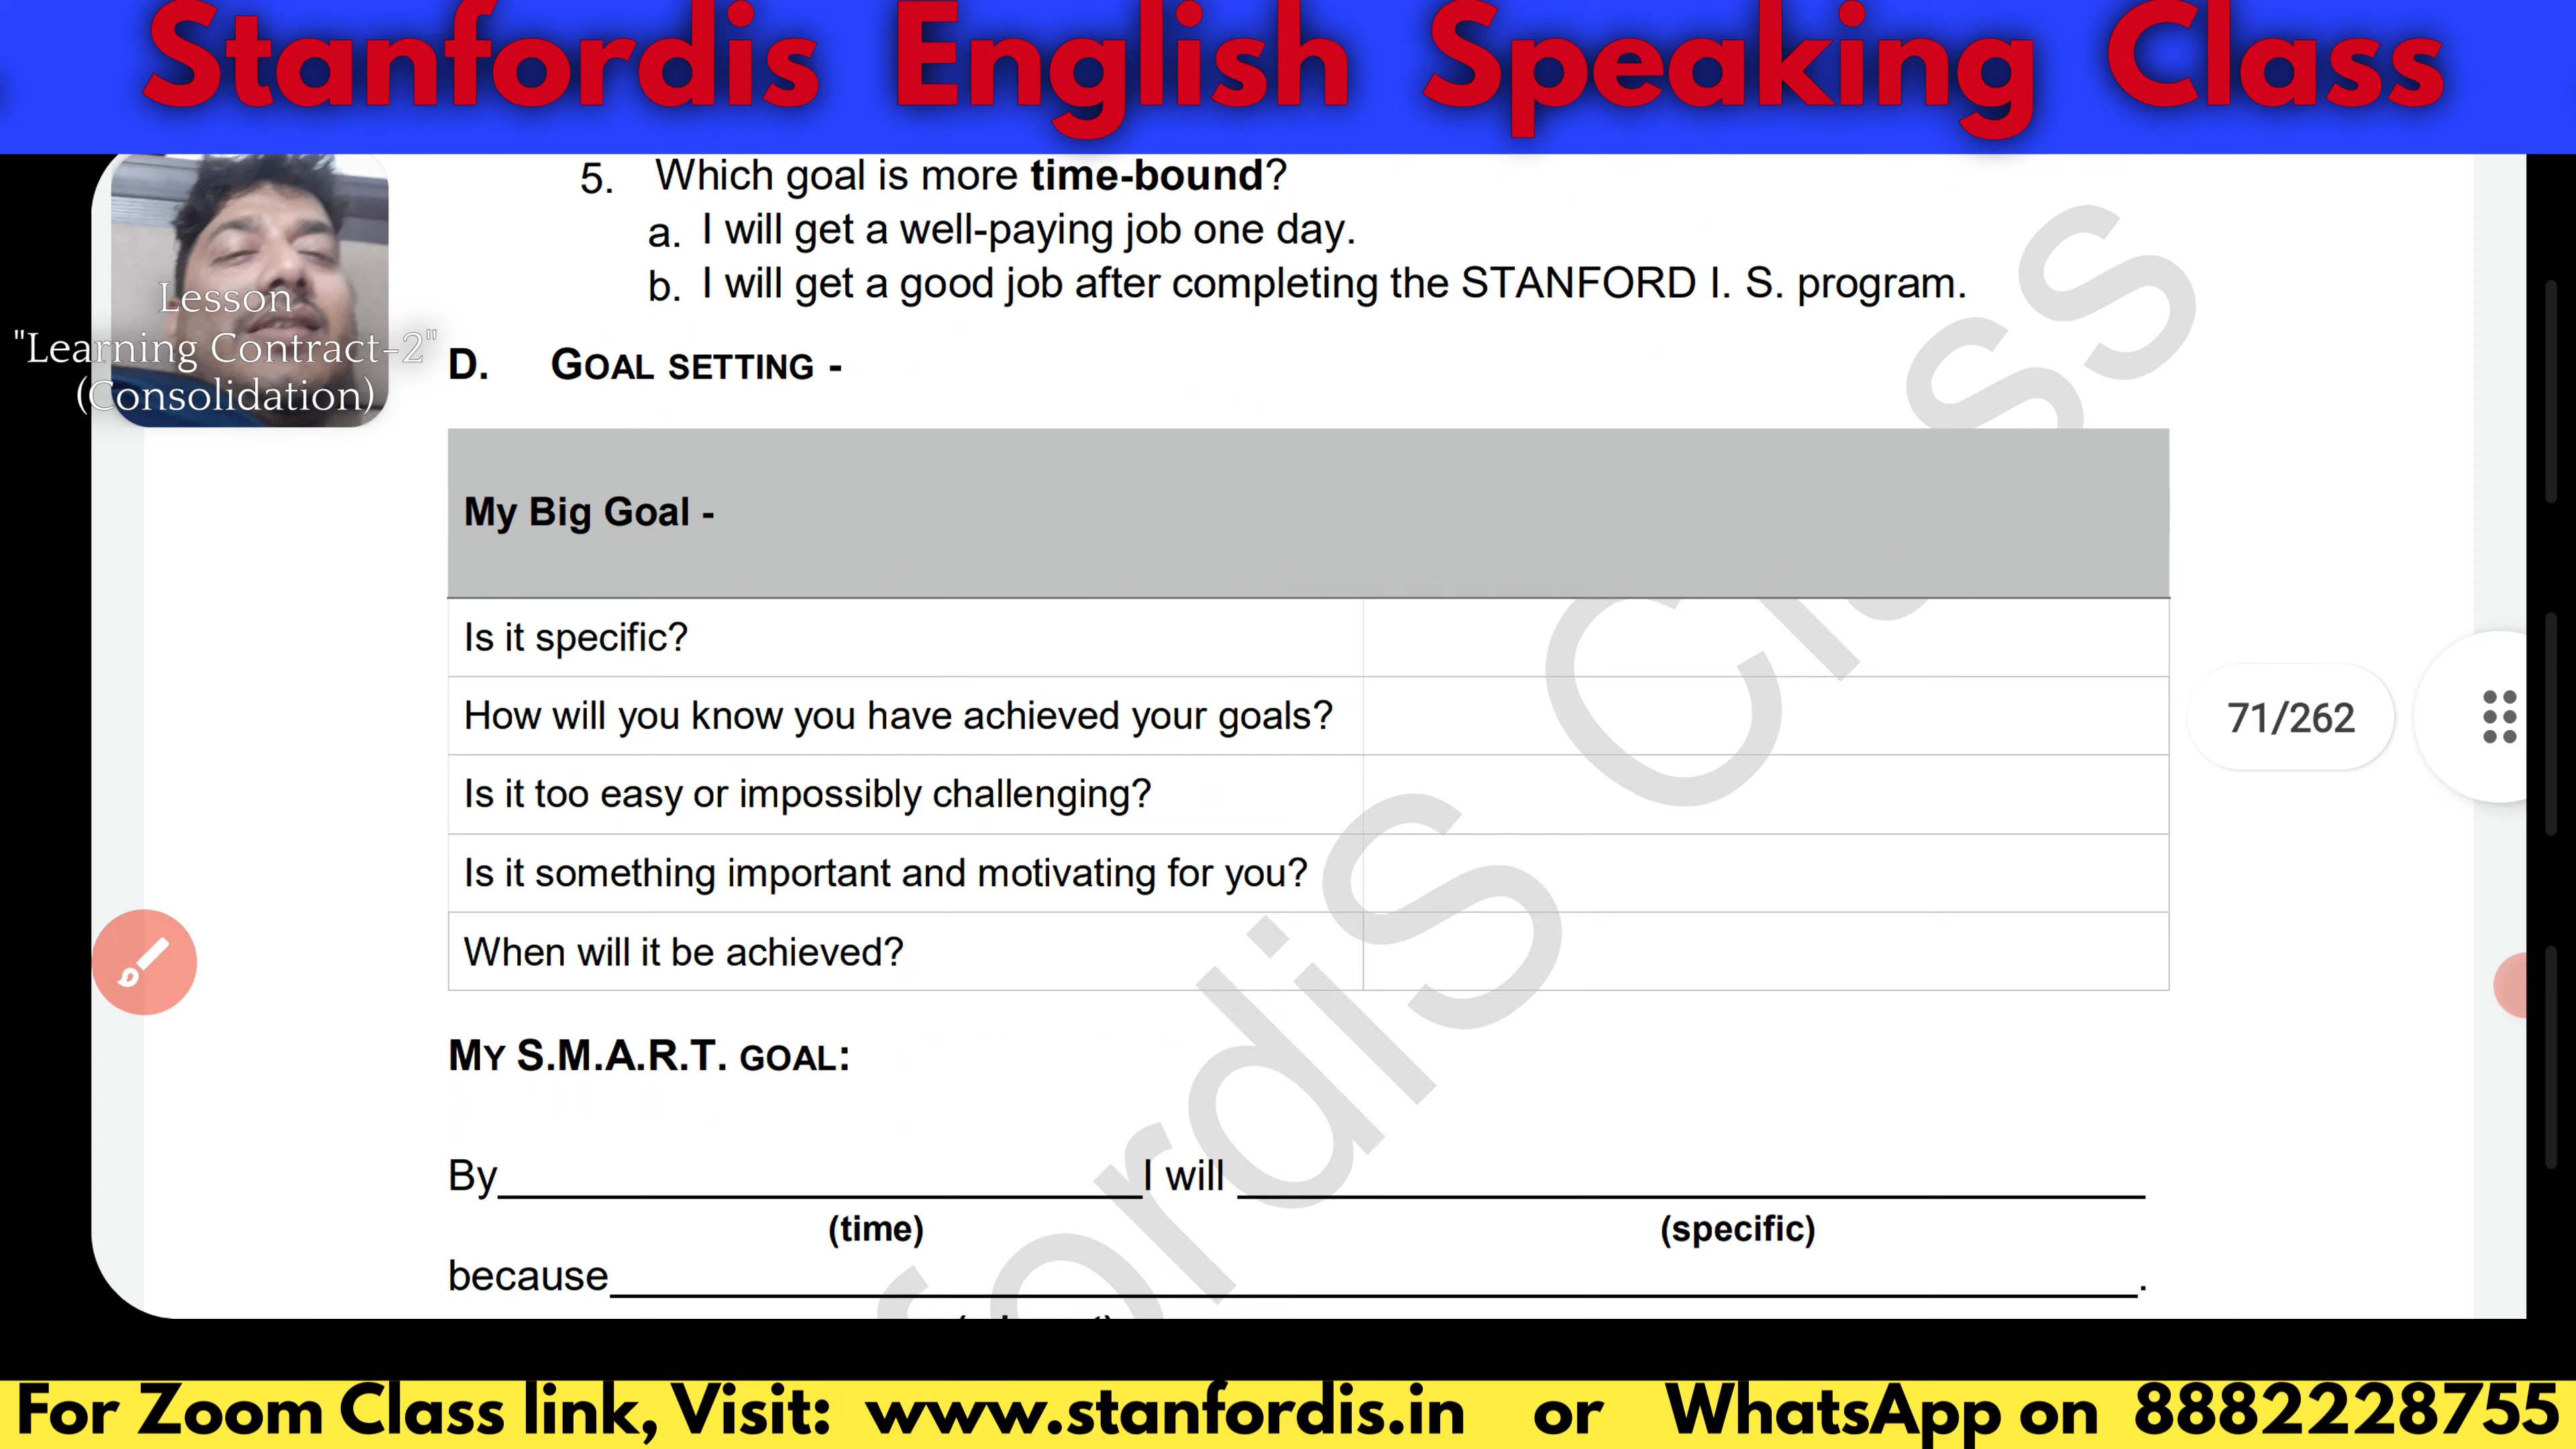 Stanfordis English Speaking Class
5. Which goal is more time-bound?
a. I will get a well-paying job one day.
b. I will get a good job after completing the STANFORD I. S. program.
Lesson
"Learning Contract-2"
(Consolidation)
D. GOAL SETTING -
My Big Goal -
Is it specific?
How will you know you have achieved your goals?
Is it too easy or impossibly challenging?
Is it something important and motivating for you?
When will it be achieved?
71/262
MY S.M.A.R.T. GOAL:
By I will
(time) (specific)
because .
fordiS Class
For Zoom Class link, Visit: www.stanfordis.in or WhatsApp on 8882228755